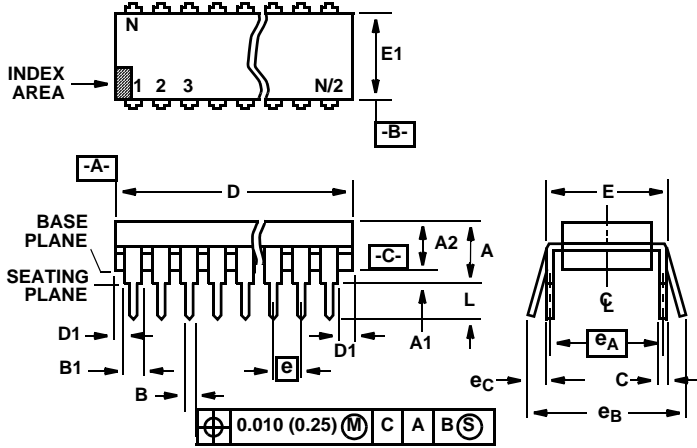 N
E1
INDEX
AREA
1 2 3 N/2
-B-
-A-
D
E
BASE
PLANE
A2 A
-C-
SEATING
PLANE
L
C L
D1
D1
A1
e A
B1
e
B
e C
C
e B
0.010 (0.25) M C A B S